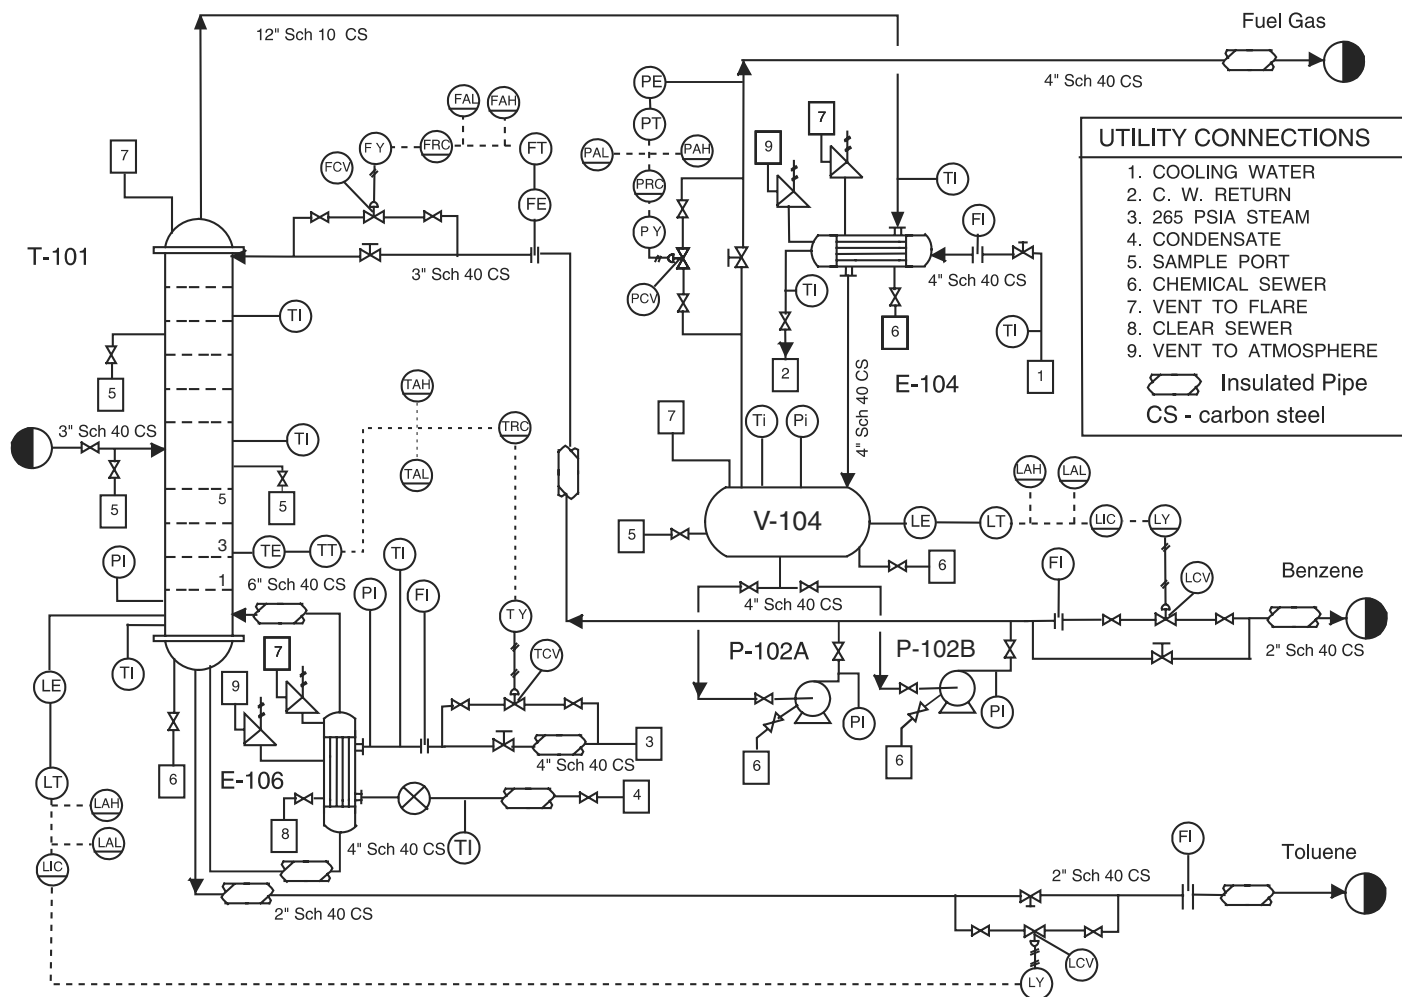 12" Sch 10 CS
Fuel Gas
4" Sch 40 CS
7
FAL
FAH
F Y
FRC
FT
FCV
FE
T-101
3" Sch 40 CS
PE
PT
PAL
PAH
PRC
P Y
PCV
9
7
TI
FI
4" Sch 40 CS
TI
TI
6
2
1
E-104
4" Sch 40 CS
UTILITY CONNECTIONS
1. COOLING WATER
2. C. W. RETURN
3. 265 PSIA STEAM
4. CONDENSATE
5. SAMPLE PORT
6. CHEMICAL SEWER
7. VENT TO FLARE
8. CLEAR SEWER
9. VENT TO ATMOSPHERE
Insulated Pipe
CS - carbon steel
TI
5
3" Sch 40 CS
TI
5
5
5
3
1
TAH
TAL
TRC
TE
TT
PI
6" Sch 40 CS
TI
PI
FI
T Y
TCV
7
Ti
Pi
V-104
5
6
LE
LT
LAH
LAL
LIC
LY
FI
LCV
Benzene
2" Sch 40 CS
4" Sch 40 CS
P-102A
P-102B
PI
PI
6
6
LE
TI
6
9
7
E-106
8
3
4" Sch 40 CS
4
TI
4" Sch 40 CS
LT
LAH
LAL
LIC
2" Sch 40 CS
2" Sch 40 CS
FI
Toluene
LCV
LY